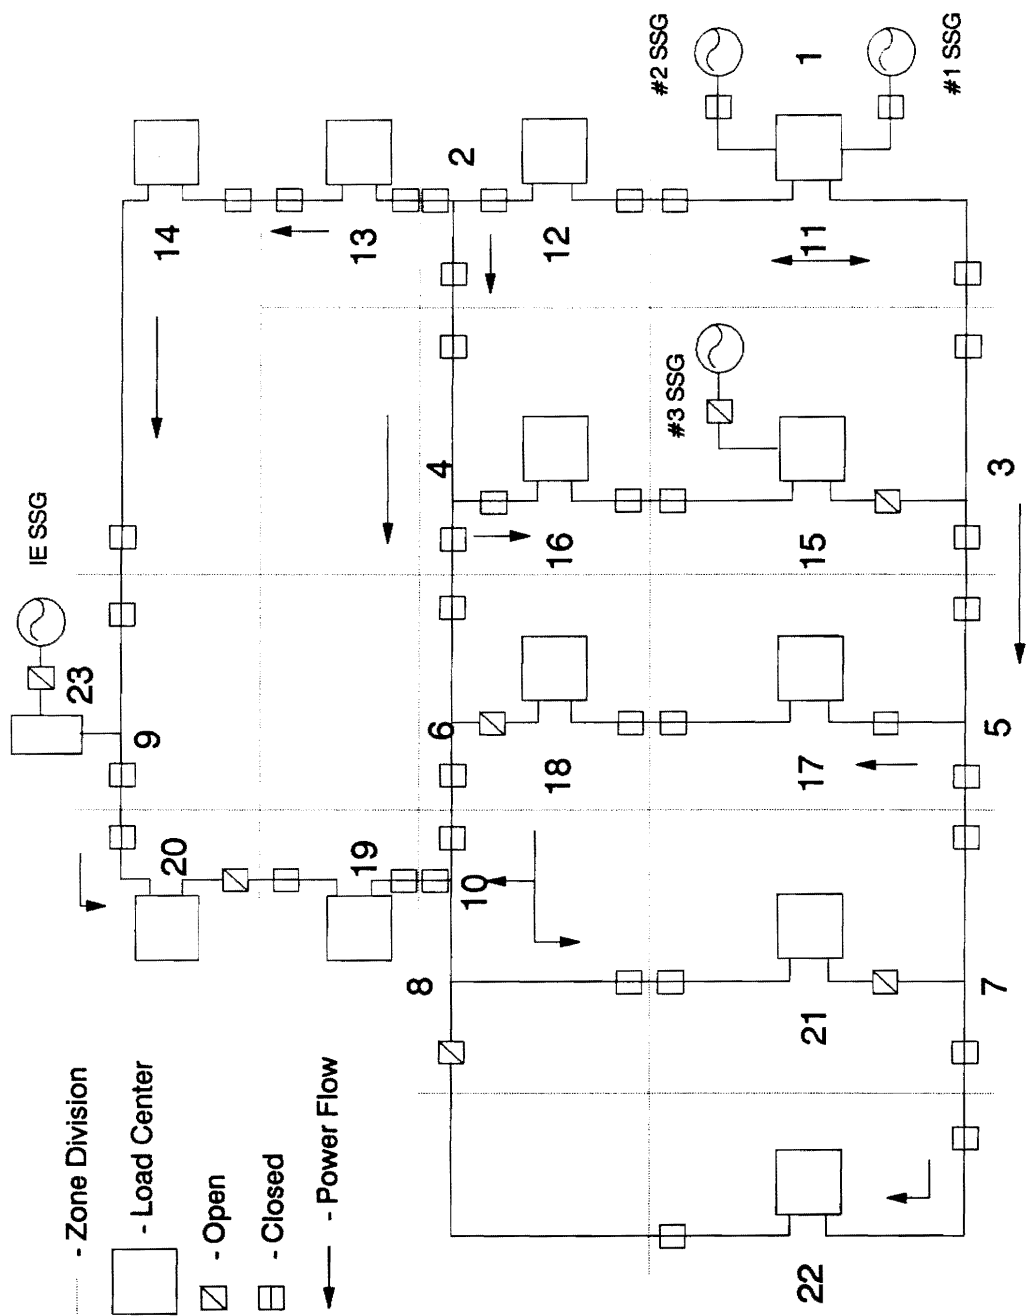 - Zone Division
- Load Center
- Open
- Closed
- Power Flow
IE SSG
23
9
20
19
14
13
2
12
#2 SSG
1
#1 SSG
11
#3 SSG
4
16
15
3
6
18
17
5
10
8
21
7
22